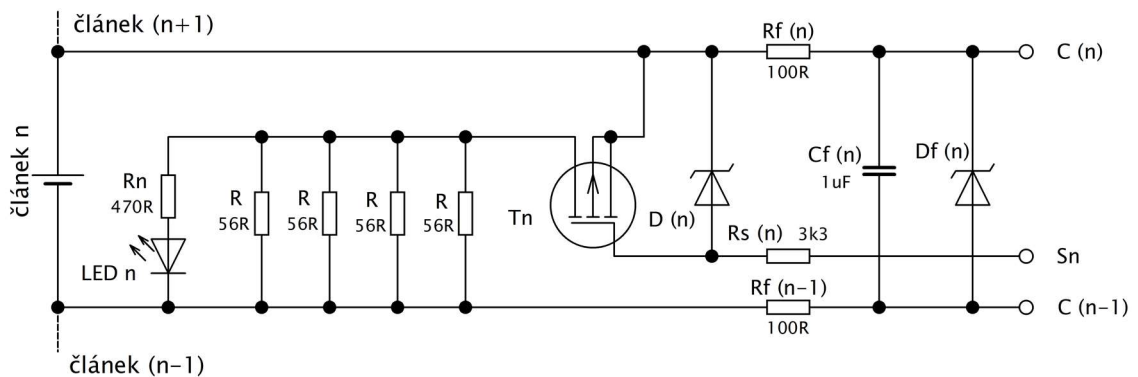 článek (n+1)
Rf (n)
100R
C (n)
článek n
Rn
470R
LED n
R
56R
R
56R
R
56R
R
56R
Tn
D (n)
Cf (n)
1uF
Df (n)
Rs (n) 3k3
Sn
Rf (n-1)
100R
C (n-1)
článek (n-1)